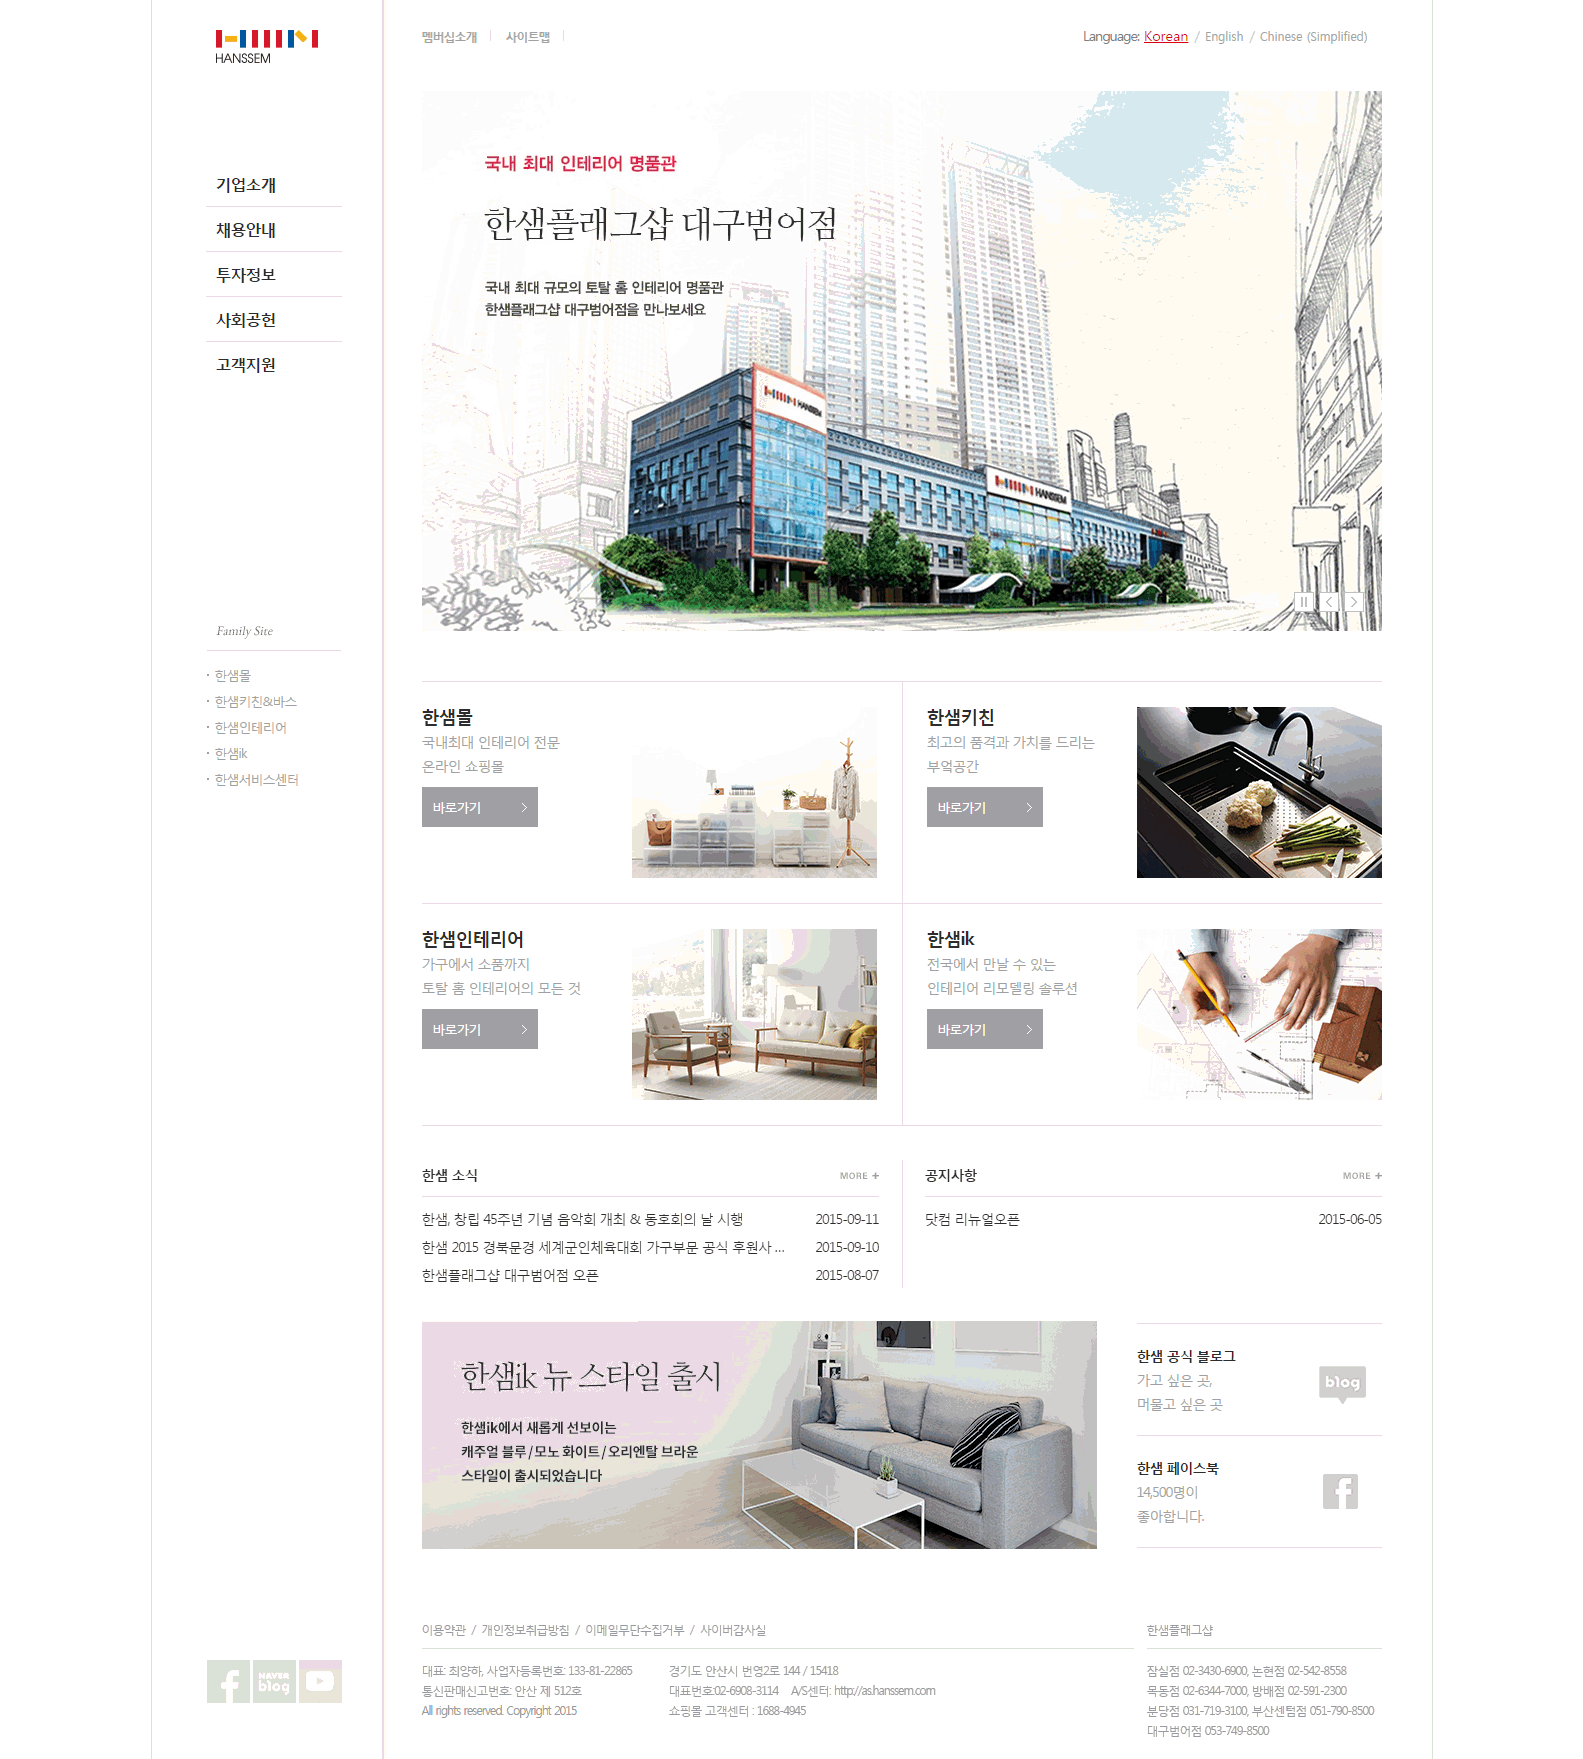 HANSSEM
기업소개
채용안내
투자정보
사회공헌
고객지원
Family Site
· 한샘몰
· 한샘키친&바스
· 한샘인테리어
· 한샘ik
· 한샘서비스센터
멤버십소개
사이트맵
Language: Korean / English / Chinese (Simplified)
국내 최대 인테리어 명품관
한샘플래그샵 대구범어점
국내 최대 규모의 토탈 홈 인테리어 명품관
한샘플래그샵 대구범어점을 만나보세요
HANSSEM
HANSSEM
한샘몰
국내최대 인테리어 전문
온라인 쇼핑몰
바로가기
한샘키친
최고의 품격과 가치를 드리는
부엌공간
바로가기
한샘인테리어
가구에서 소품까지
토탈 홈 인테리어의 모든 것
바로가기
한샘ik
전국에서 만날 수 있는
인테리어 리모델링 솔루션
바로가기
한샘 소식
MORE +
한샘, 창립 45주년 기념 음악회 개최 & 동호회의 날 시행 2015-09-11
한샘 2015 경북문경 세계군인체육대회 가구부문 공식 후원사 ... 2015-09-10
한샘플래그샵 대구범어점 오픈 2015-08-07
공지사항
MORE +
닷컴 리뉴얼오픈 2015-06-05
한샘ik 뉴 스타일 출시
한샘ik에서 새롭게 선보이는
캐주얼 블루/모노 화이트/오리엔탈 브라운
스타일이 출시되었습니다
한샘 공식 블로그
가고 싶은 곳,
머물고 싶은 곳
blog
한샘 페이스북
14,500명이
좋아합니다.
NAVER
blog
이용약관 / 개인정보취급방침 / 이메일무단수집거부 / 사이버감사실
대표: 최양하, 사업자등록번호: 133-81-22865
통신판매신고번호: 안산 제 512호
All rights reserved. Copyright 2015
경기도 안산시 번영2로 144 / 15418
대표번호:02-6908-3114 A/S센터: http://as.hanssem.com
쇼핑몰 고객센터 : 1688-4945
한샘플래그샵
잠실점 02-3430-6900, 논현점 02-542-8558
목동점 02-6344-7000, 방배점 02-591-2300
분당점 031-719-3100, 부산센텀점 051-790-8500
대구범어점 053-749-8500